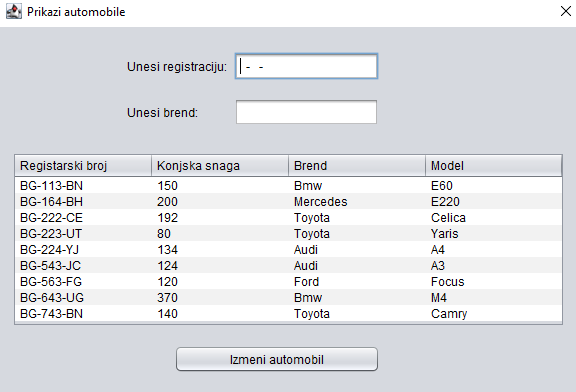 Prikazi automobile
Unesi registraciju: - -
Unesi brend:
Registarski broj Konjska snaga Brend Model
BG-113-BN 150 Bmw E60
BG-164-BH 200 Mercedes E220
BG-222-CE 192 Toyota Celica
BG-223-UT 80 Toyota Yaris
BG-224-YJ 134 Audi A4
BG-543-JC 124 Audi A3
BG-563-FG 120 Ford Focus
BG-643-UG 370 Bmw M4
BG-743-BN 140 Toyota Camry
Izmeni automobil